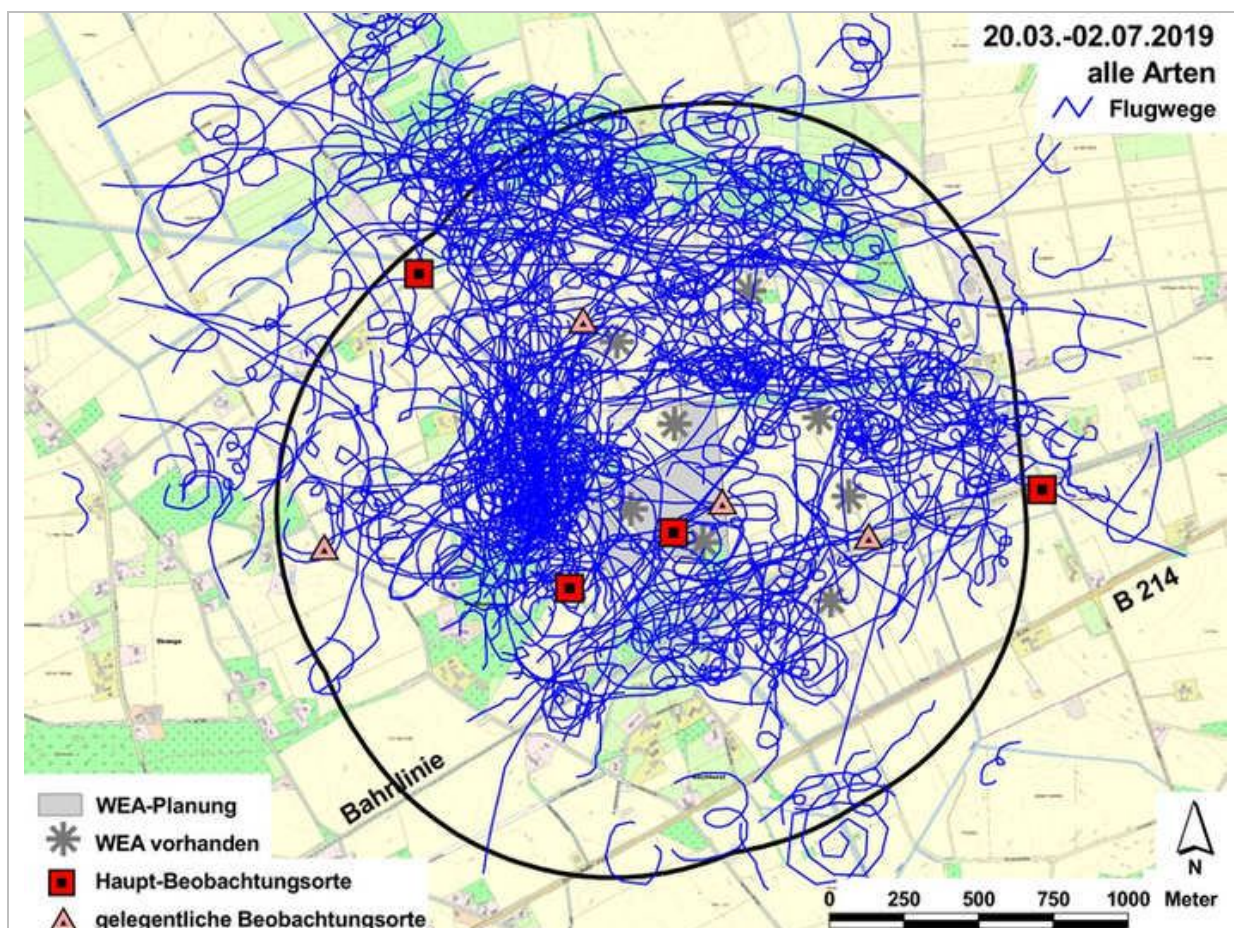 20.03.-02.07.2019
alle Arten
Flugwege
B 214
Bahnlinie
WEA-Planung
WEA vorhanden
Haupt-Beobachtungsorte
gelegentliche Beobachtungsorte
N
0 250 500 750 1000 Meter